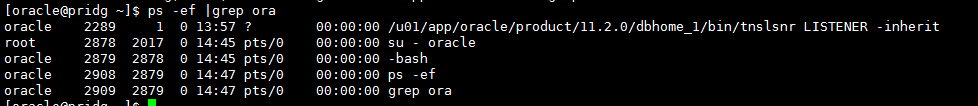 [oracle@pridg ~]$ ps -ef |grep ora
oracle 2289 1 0 13:57 ? 00:00:00 /u01/app/oracle/product/11.2.0/dbhome_1/bin/tnslsnr LISTENER -inherit
root 2878 2017 0 14:45 pts/0 00:00:00 su - oracle
oracle 2879 2878 0 14:45 pts/0 00:00:00 -bash
oracle 2908 2879 0 14:47 pts/0 00:00:00 ps -ef
oracle 2909 2879 0 14:47 pts/0 00:00:00 grep ora
[oracle@pridg ~]$